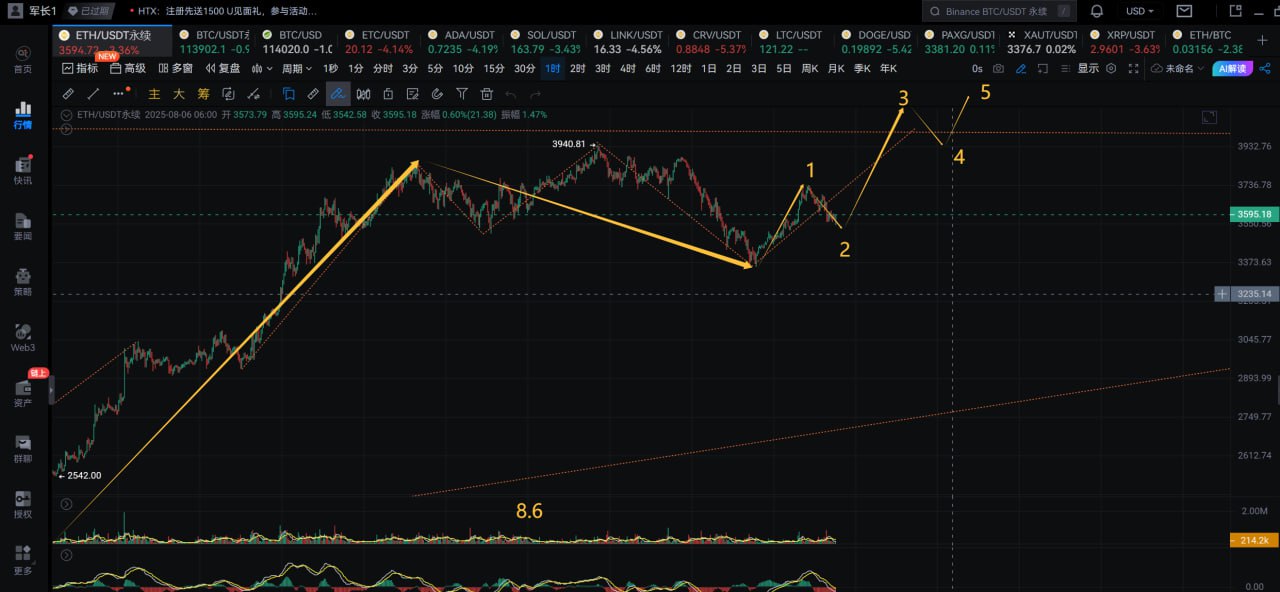 军长1 已过期 HTX：注册先送1500 U见面礼，参与活动... Binance BTC/USDT 永续 / USD
ETH/USDT永续 BTC/USDT永 BTC/USD ETC/USDT ADA/USDT SOL/USDT LINK/USDT CRV/USDT LTC/USDT DOGE/USD PAXG/USDT XAUT/USDT XRP/USDT ETH/BTC
3594.72 -3.36% 113902.1 -0.9 114020.0 -1.0 20.12 -4.14% 0.7235 -4.19% 163.79 -3.43% 16.33 -4.56% 0.8848 -5.37% 121.22 -- 0.19892 -5.42 3381.20 0.11% 3376.7 0.02% 2.9601 -3.63% 0.03156 -2.38
NEW
指标 高级 多窗 复盘 周期 1秒 1分 分时 3分 5分 10分 15分 30分 1时 2时 3时 4时 6时 12时 1日 2日 3日 5日 周K 月K 季K 年K 0s 显示 未命名 AI解读
主 大 筹
ETH/USDT永续 2025-08-06 06:00 开 3573.79 高 3595.24 低 3542.58 收 3595.18 涨幅 0.60%(21.38) 振幅 1.47%
首页
行情
快讯
要闻
策略
Web3
链上
资产
群聊
授权
更多
3
5
4
3940.81
1
2
2542.00
8.6
3932.76
3736.78
3595.18
3550.56
3373.63
3235.14
3045.77
2893.99
2749.77
2612.74
2.00M
214.2k
0.00